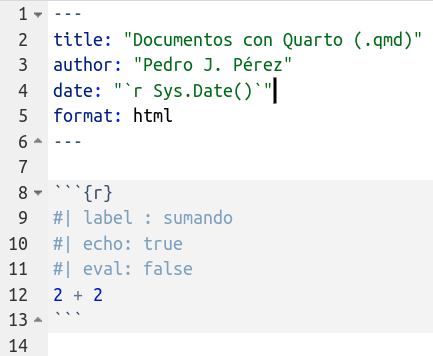 1 ---
2 title: "Documentos con Quarto (.qmd)"
3 author: "Pedro J. Pérez"
4 date: "`r Sys.Date()`"
5 format: html
6 ---
7
8 ```{r}
9 #| label : sumando
10 #| echo: true
11 #| eval: false
12 2 + 2
13 ```
14